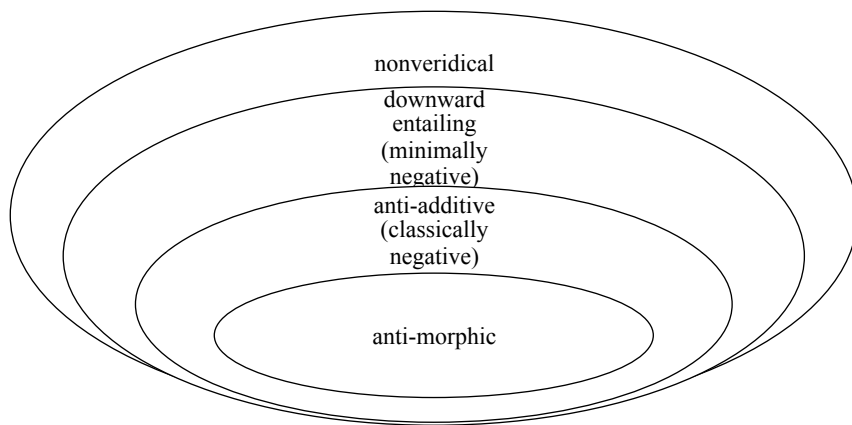 nonveridical
downward
entailing
(minimally
negative)
anti-additive
(classically
negative)
anti-morphic